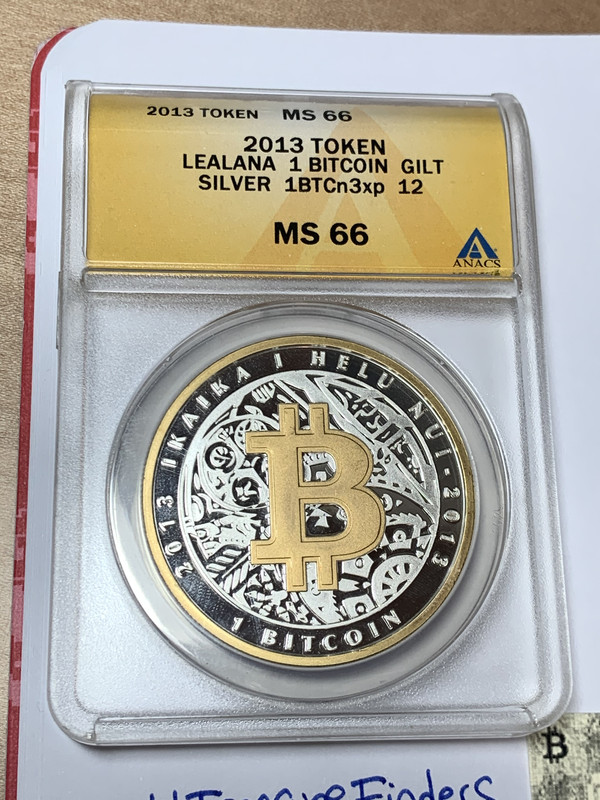 2013 TOKEN MS 66
2013 TOKEN
LEALANA 1 BITCOIN GILT
SILVER 1BTCn3xp 12
MS 66
ANACS
2013 IKAIKA I HELU NUI-2013
B
1 BITCOIN
B
Finders